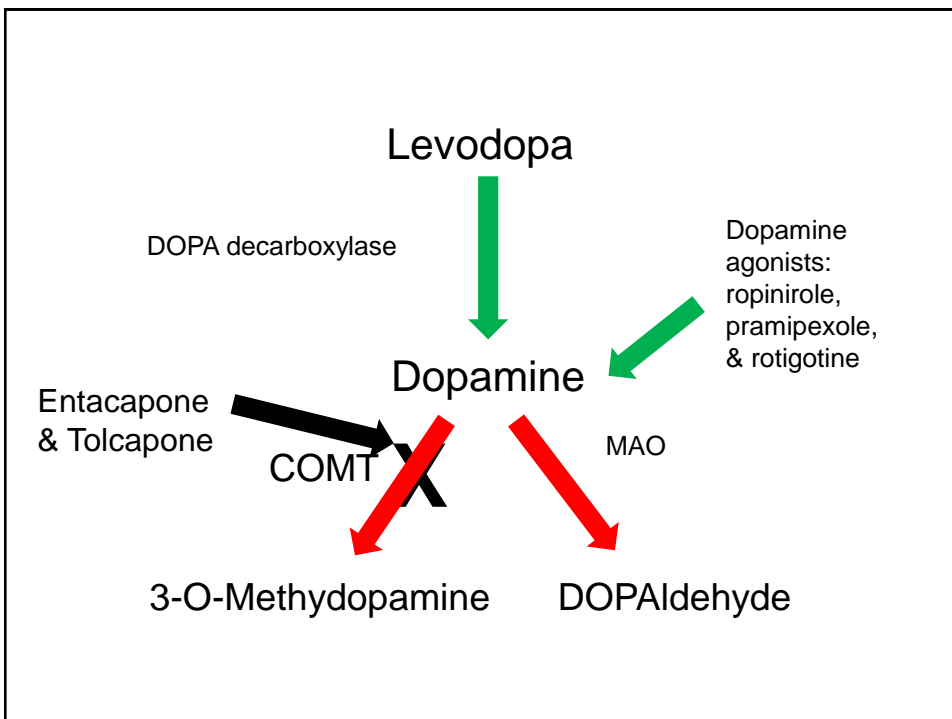 Levodopa
DOPA decarboxylase
Dopamine
agonists:
ropinirole,
pramipexole,
& rotigotine
Dopamine
Entacapone
& Tolcapone
COMT
X
MAO
3-O-Methydopamine
DOPAldehyde